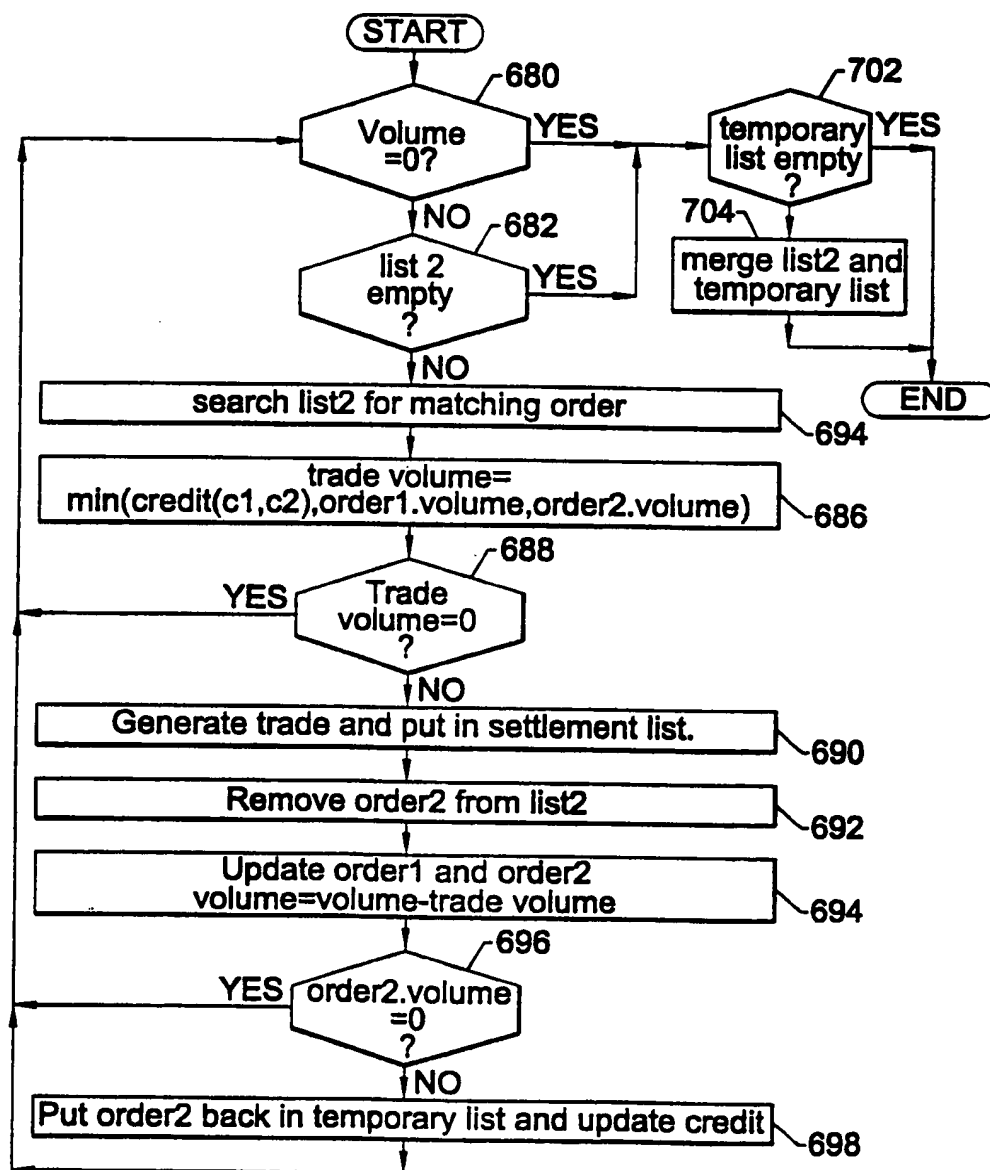 START
680
Volume
=0?
YES
NO
702
temporary
list empty
?
YES
682
list 2
empty
?
YES
NO
704
merge list2 and
temporary list
END
search list2 for matching order
694
trade volume=
min(credit(c1,c2),order1.volume,order2.volume)
686
688
Trade
volume=0
?
YES
NO
Generate trade and put in settlement list.
690
Remove order2 from list2
692
Update order1 and order2
volume=volume-trade volume
694
696
order2.volume
=0
?
YES
NO
Put order2 back in temporary list and update credit
698